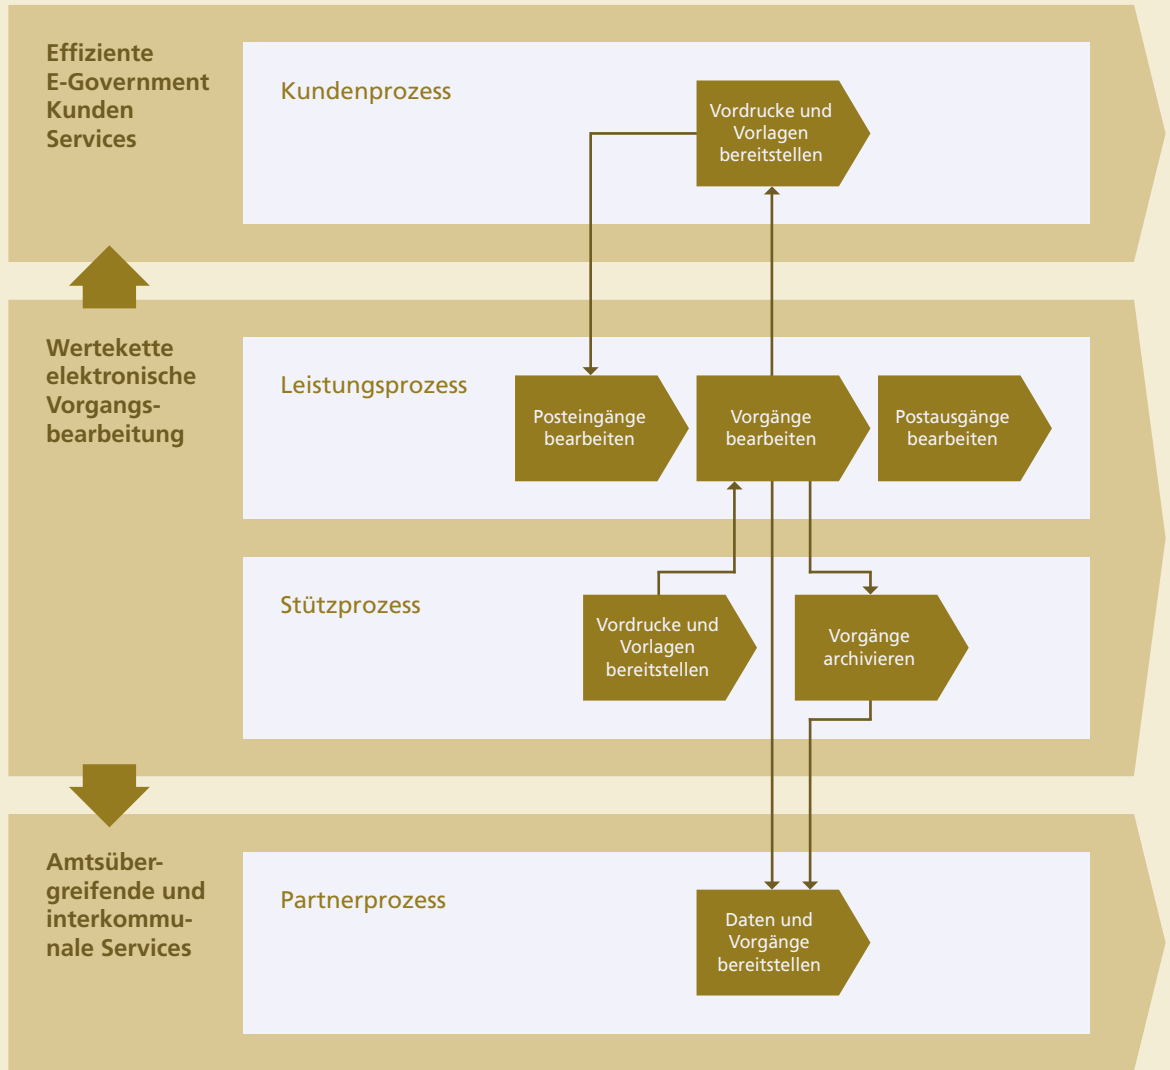 Effiziente
E-Government
Kunden
Services
Kundenprozess
Vordrucke und
Vorlagen
bereitstellen
Wertekette
elektronische
Vorgangs-
bearbeitung
Leistungsprozess
Posteingänge
bearbeiten
Vorgänge
bearbeiten
Postausgänge
bearbeiten
Stützprozess
Vordrucke und
Vorlagen
bereitstellen
Vorgänge
archivieren
Amtsüber-
greifende und
interkommu-
nale Services
Partnerprozess
Daten und
Vorgänge
bereitstellen